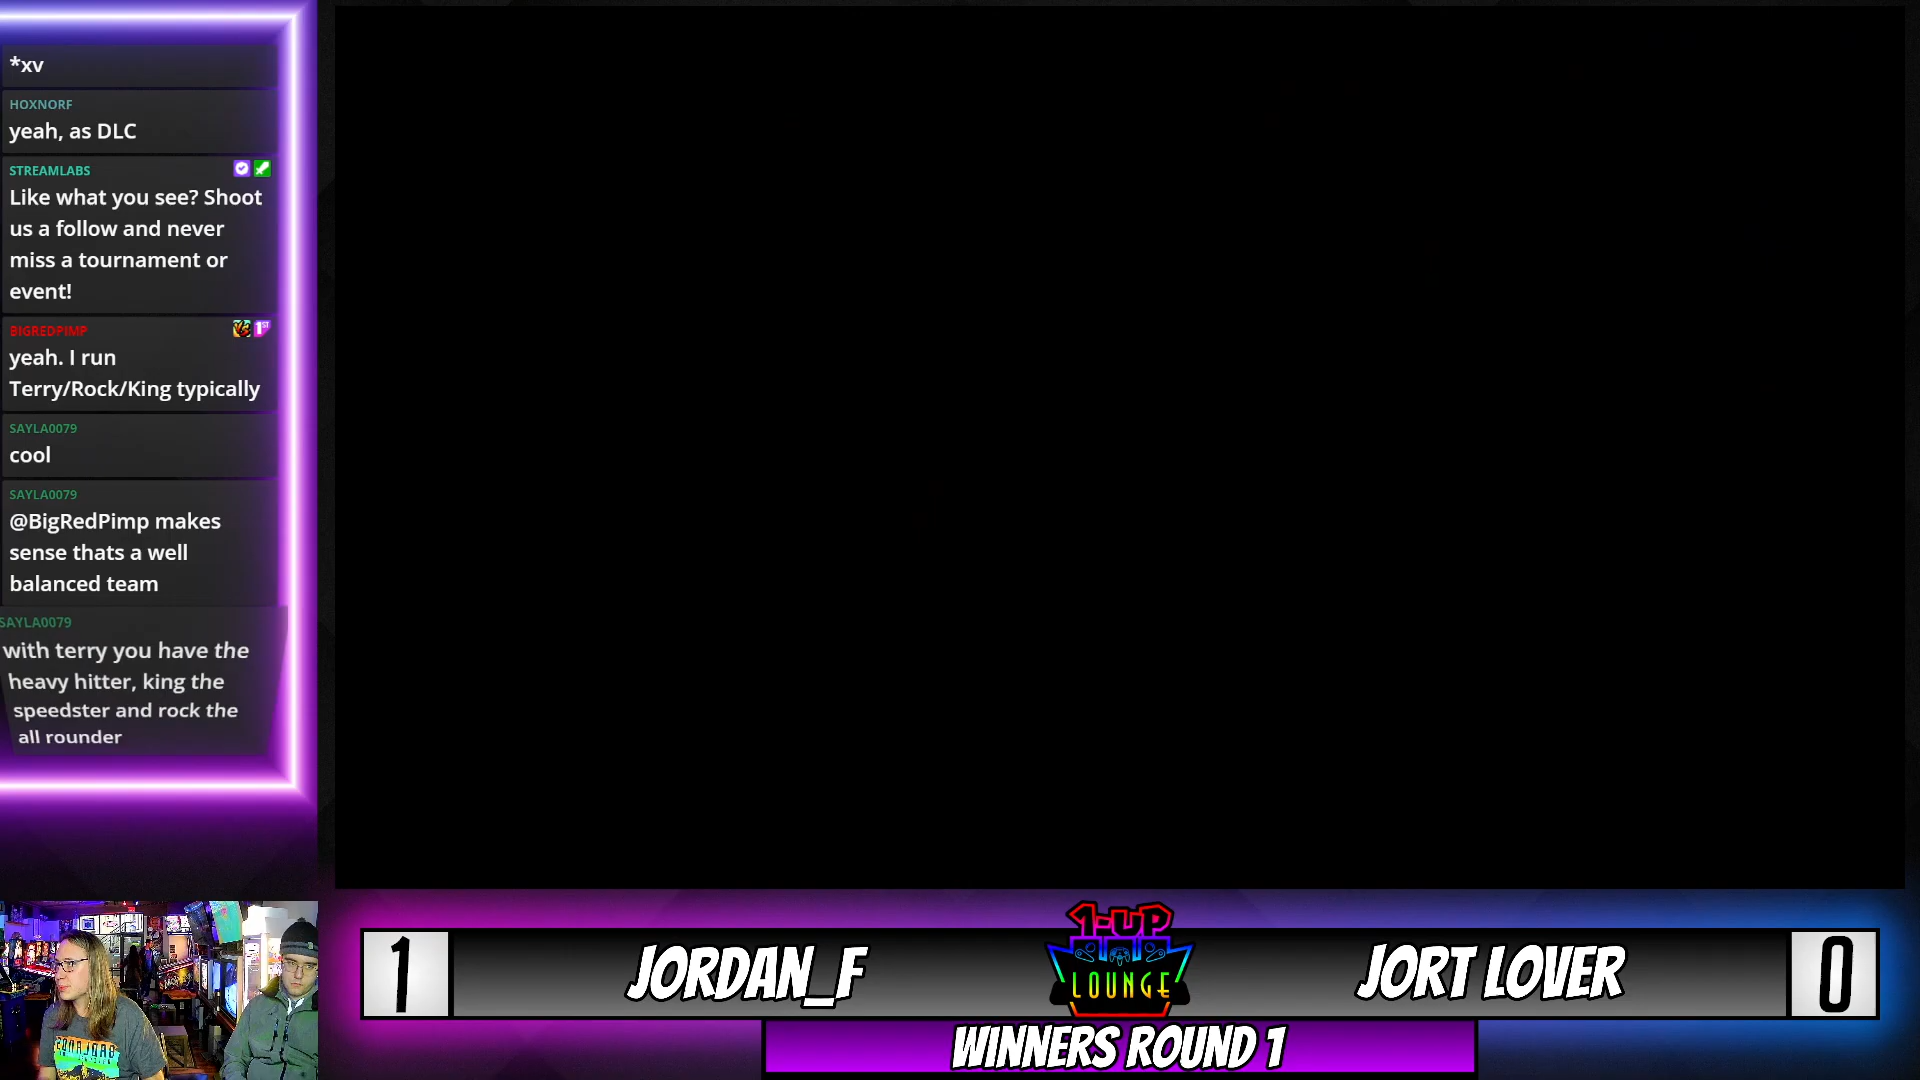 *xv
HOXNORF
yeah, as DLC
STREAMLABS
Like what you see? Shoot
us a follow and never
miss a tournament or
event!
BIGREDPIMP
1ST
yeah. I run
Terry/Rock/King typically
SAYLA0079
cool
SAYLA0079
@BigRedPimp makes
sense thats a well
balanced team
SAYLA0079
with terry you have the
heavy hitter, king the
speedster and rock the
all rounder
1
JORDAN_F
1-UP
LOUNGE
JORT LOVER
0
WINNERS ROUND 1